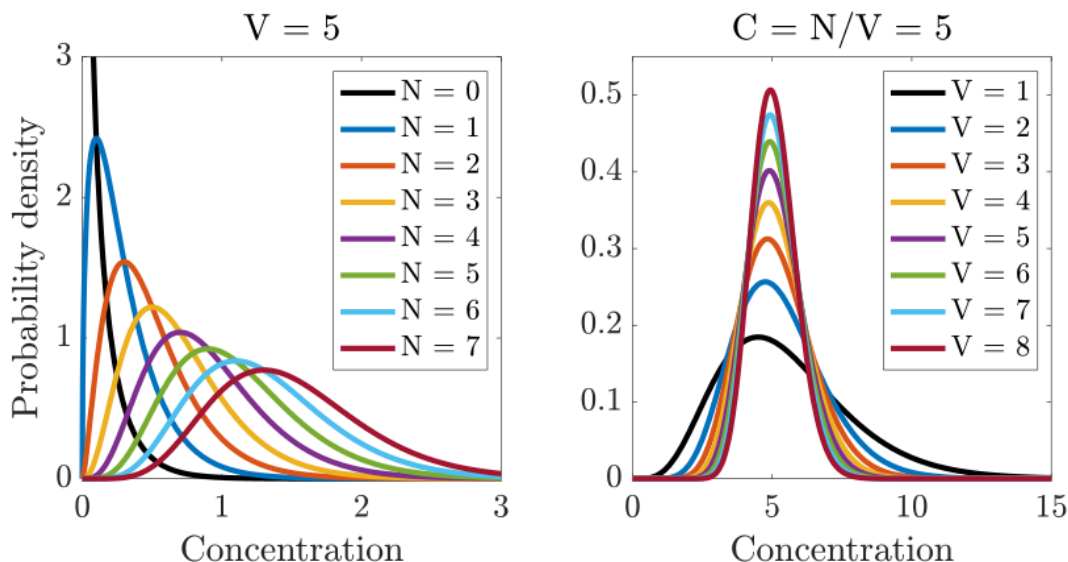 V = 5
Probability density
3
2
1
0
0
1
2
3
Concentration
N = 0
N = 1
N = 2
N = 3
N = 4
N = 5
N = 6
N = 7
C = N/V = 5
0.5
0.4
0.3
0.2
0.1
0
0
5
10
15
Concentration
V = 1
V = 2
V = 3
V = 4
V = 5
V = 6
V = 7
V = 8